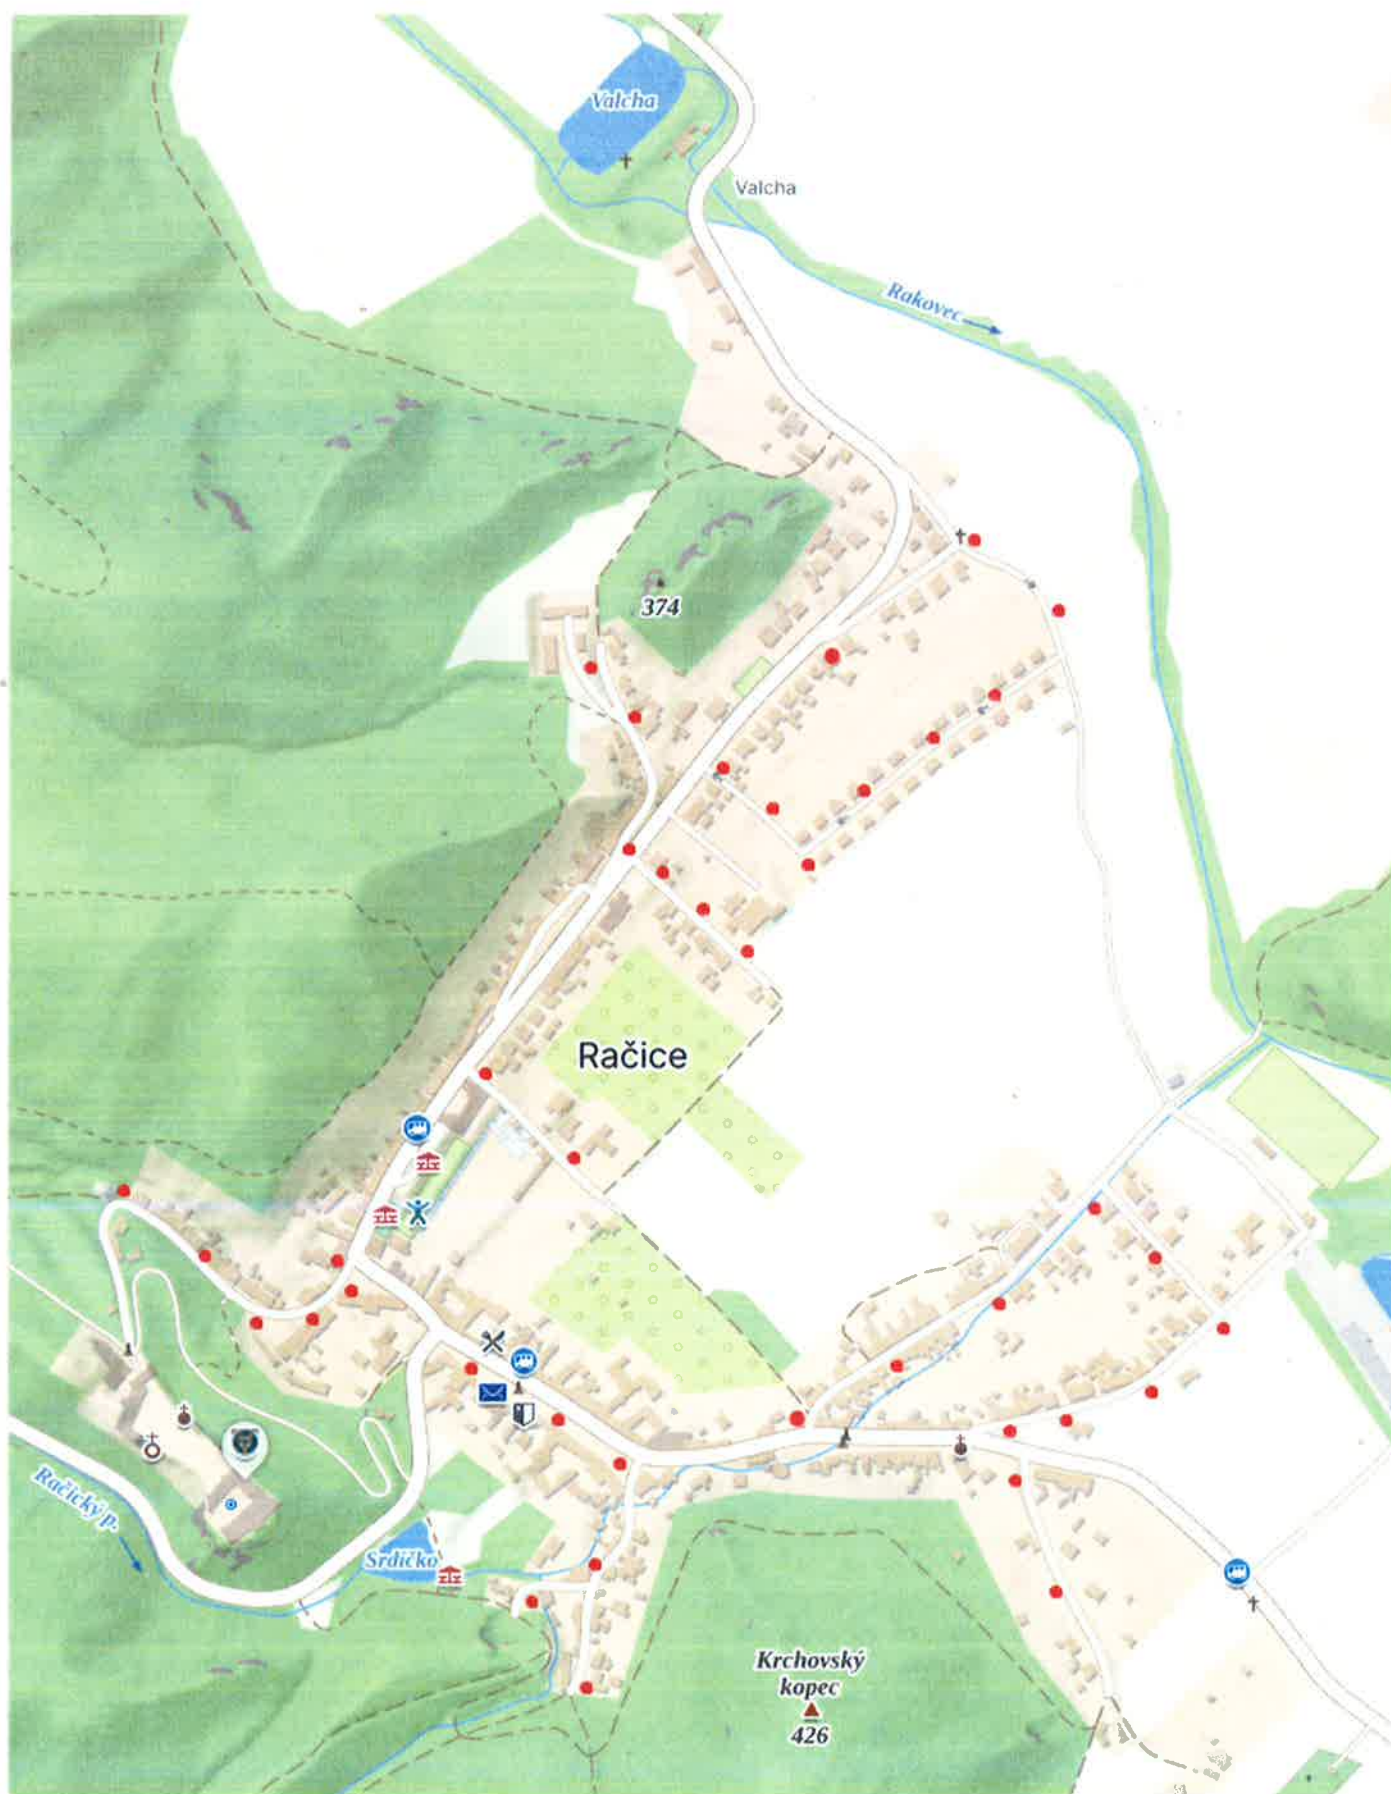 Valcha
Valcha
Rakovec
374
Račice
Račický p.
Srdíčko
Krchovský
kopec
426